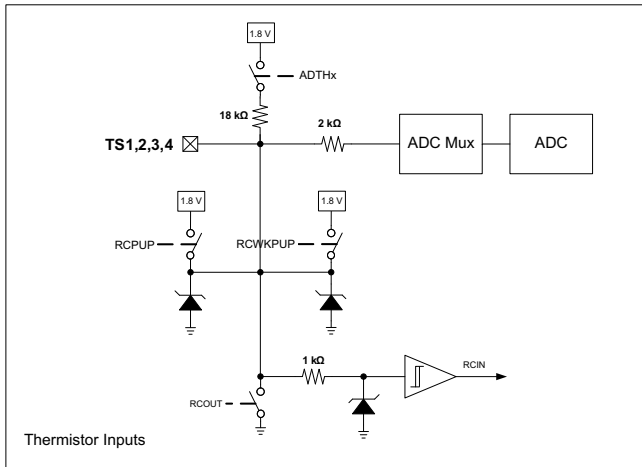 1.8 V
ADTHx
18 kΩ
2 kΩ
TS1,2,3,4
ADC Mux
ADC
1.8 V
1.8 V
RCPUP
RCWKPUP
1 kΩ
RCIN
RCOUT
Thermistor Inputs